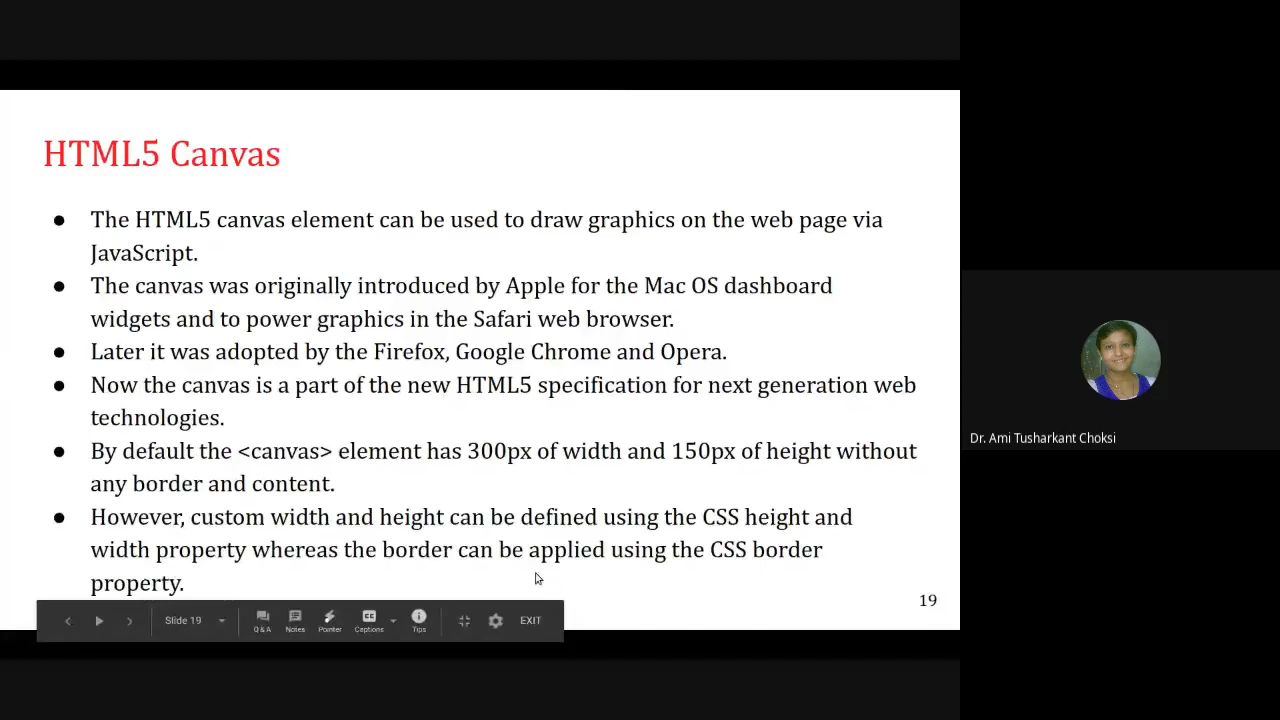 HTML5 Canvas
● The HTML5 canvas element can be used to draw graphics on the web page via
JavaScript.
● The canvas was originally introduced by Apple for the Mac OS dashboard
widgets and to power graphics in the Safari web browser.
● Later it was adopted by the Firefox, Google Chrome and Opera.
● Now the canvas is a part of the new HTML5 specification for next generation web
technologies.
● By default the <canvas> element has 300px of width and 150px of height without
any border and content.
● However, custom width and height can be defined using the CSS height and
width property whereas the border can be applied using the CSS border
property.
19
Slide 19
Q & A
Notes
Pointer
CC
Captions
Tips
EXIT
Dr. Ami Tusharkant Choksi